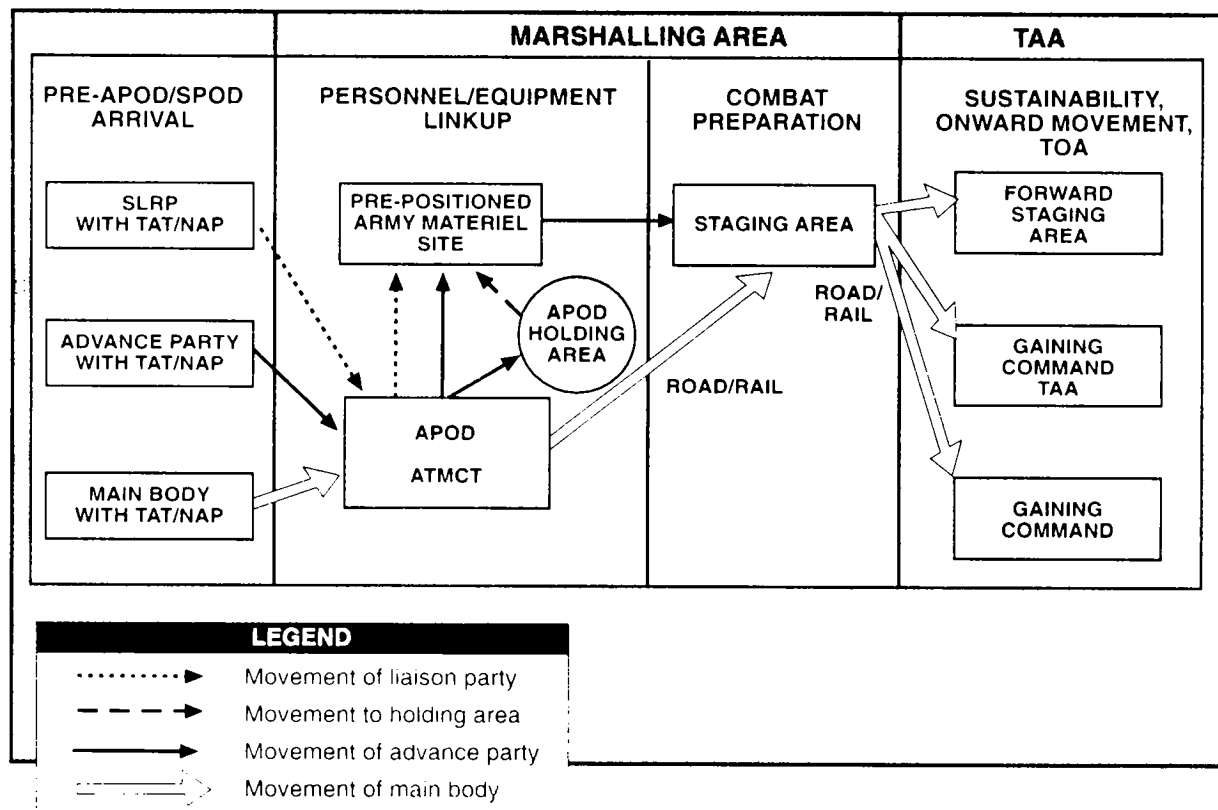 MARSHALLING AREA
TAA
PRE-APOD/SPOD
ARRIVAL
PERSONNEL/EQUIPMENT
LINKUP
COMBAT
PREPARATION
SUSTAINABILITY,
ONWARD MOVEMENT,
TOA
SLRP
WITH TAT/NAP
ADVANCE PARTY
WITH TAT/NAP
MAIN BODY
WITH TAT/NAP
PRE-POSITIONED
ARMY MATERIEL
SITE
APOD
HOLDING
AREA
APOD
ATMCT
ROAD/RAIL
STAGING AREA
ROAD/
RAIL
FORWARD
STAGING
AREA
GAINING
COMMAND
TAA
GAINING
COMMAND
LEGEND
Movement of liaison party
Movement to holding area
Movement of advance party
Movement of main body